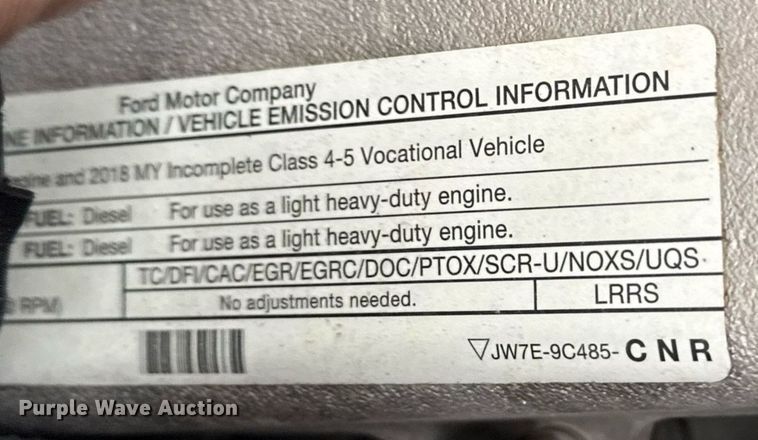 Ford Motor Company
NE INFORMATION / VEHICLE EMISSION CONTROL INFORMATION
and 2018 MY Incomplete Class 4-5 Vocational Vehicle
FUEL: Diesel For use as a light heavy-duty engine.
FUEL: Diesel For use as a light heavy-duty engine.
TC/DFI/CAC/EGR/EGRC/DOC/PTOX/SCR-U/NOXS/UQS
RPM) No adjustments needed. LRRS
▽JW7E-9C485-CNR
Purple Wave Auction